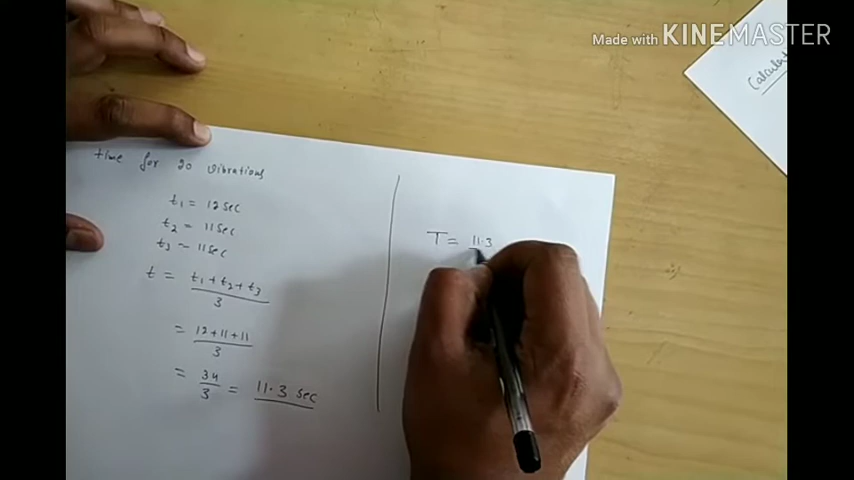 Made with KINEMASTER
Calculat
time for 20 vibrations
t1 = 12 sec
t2 = 11 sec
t3 - 11 sec
t = t1 + t2 + t3
3
= 12 + 11 + 11
3
= 34
3
= 11.3 sec
T = 11.3